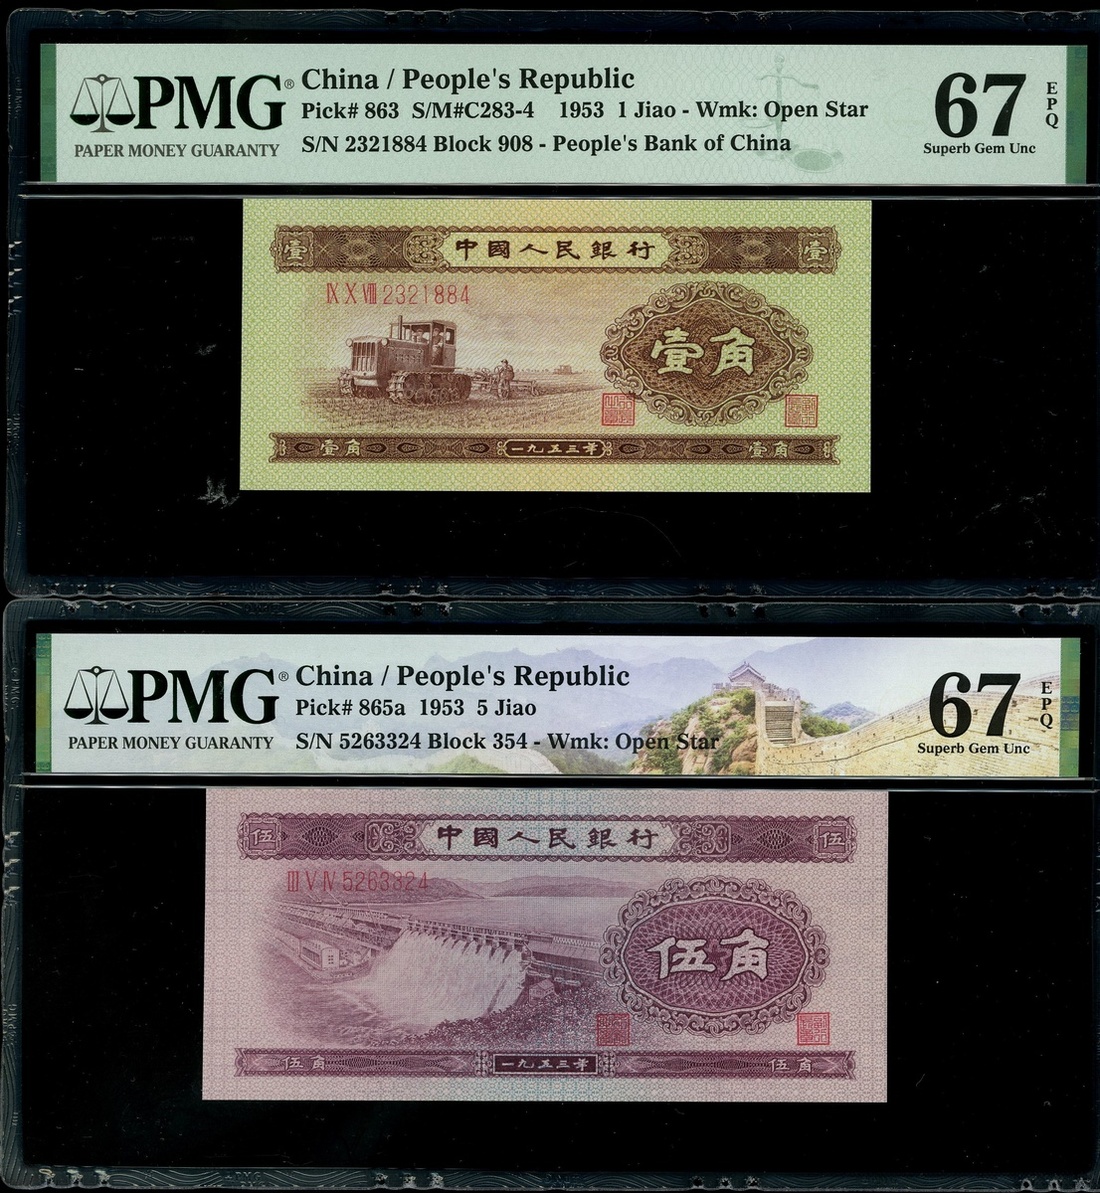 PMG®
PAPER MONEY GUARANTY
China / People's Republic
Pick# 863 S/M#C283-4 1953 1 Jiao - Wmk: Open Star
S/N 2321884 Block 908 - People's Bank of China
67
EPQ
Superb Gem Unc
壹 中國人民銀行 壹
IX X VIII 2321884
壹角
壹角 一九五三年 壹角
PMG®
PAPER MONEY GUARANTY
China / People's Republic
Pick# 865a 1953 5 Jiao
S/N 5263324 Block 354 - Wmk: Open Star
67
EPQ
Superb Gem Unc
伍 中國人民銀行 伍
III V IV 5263324
伍角
伍角 一九五三年 伍角